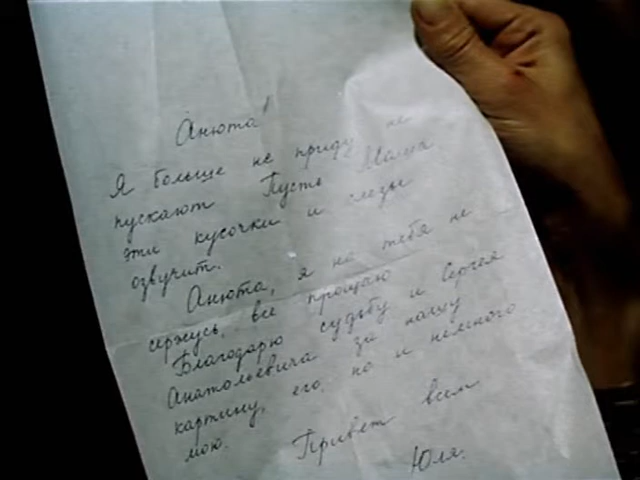 Анюта!
Я больше не приду не
пускают Пусть Маша
эти кусочки и слезы
озвучит.
Анюта, я на тебя не
сержусь, все прощаю
Благодарю судьбу и Сергея
Анатольевича за нашу
картину, его, но и немного
мою.
Привет всем
Юля.